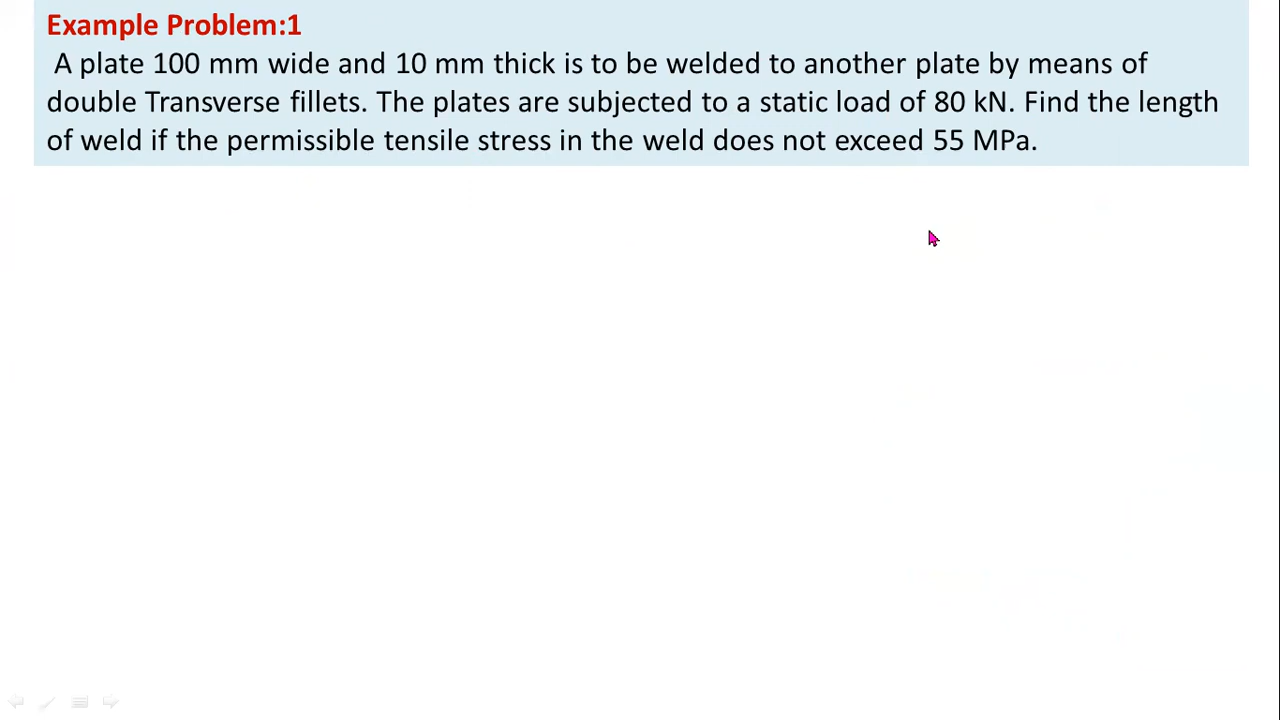 Example Problem:1
A plate 100 mm wide and 10 mm thick is to be welded to another plate by means of
double Transverse fillets. The plates are subjected to a static load of 80 kN. Find the length
of weld if the permissible tensile stress in the weld does not exceed 55 MPa.